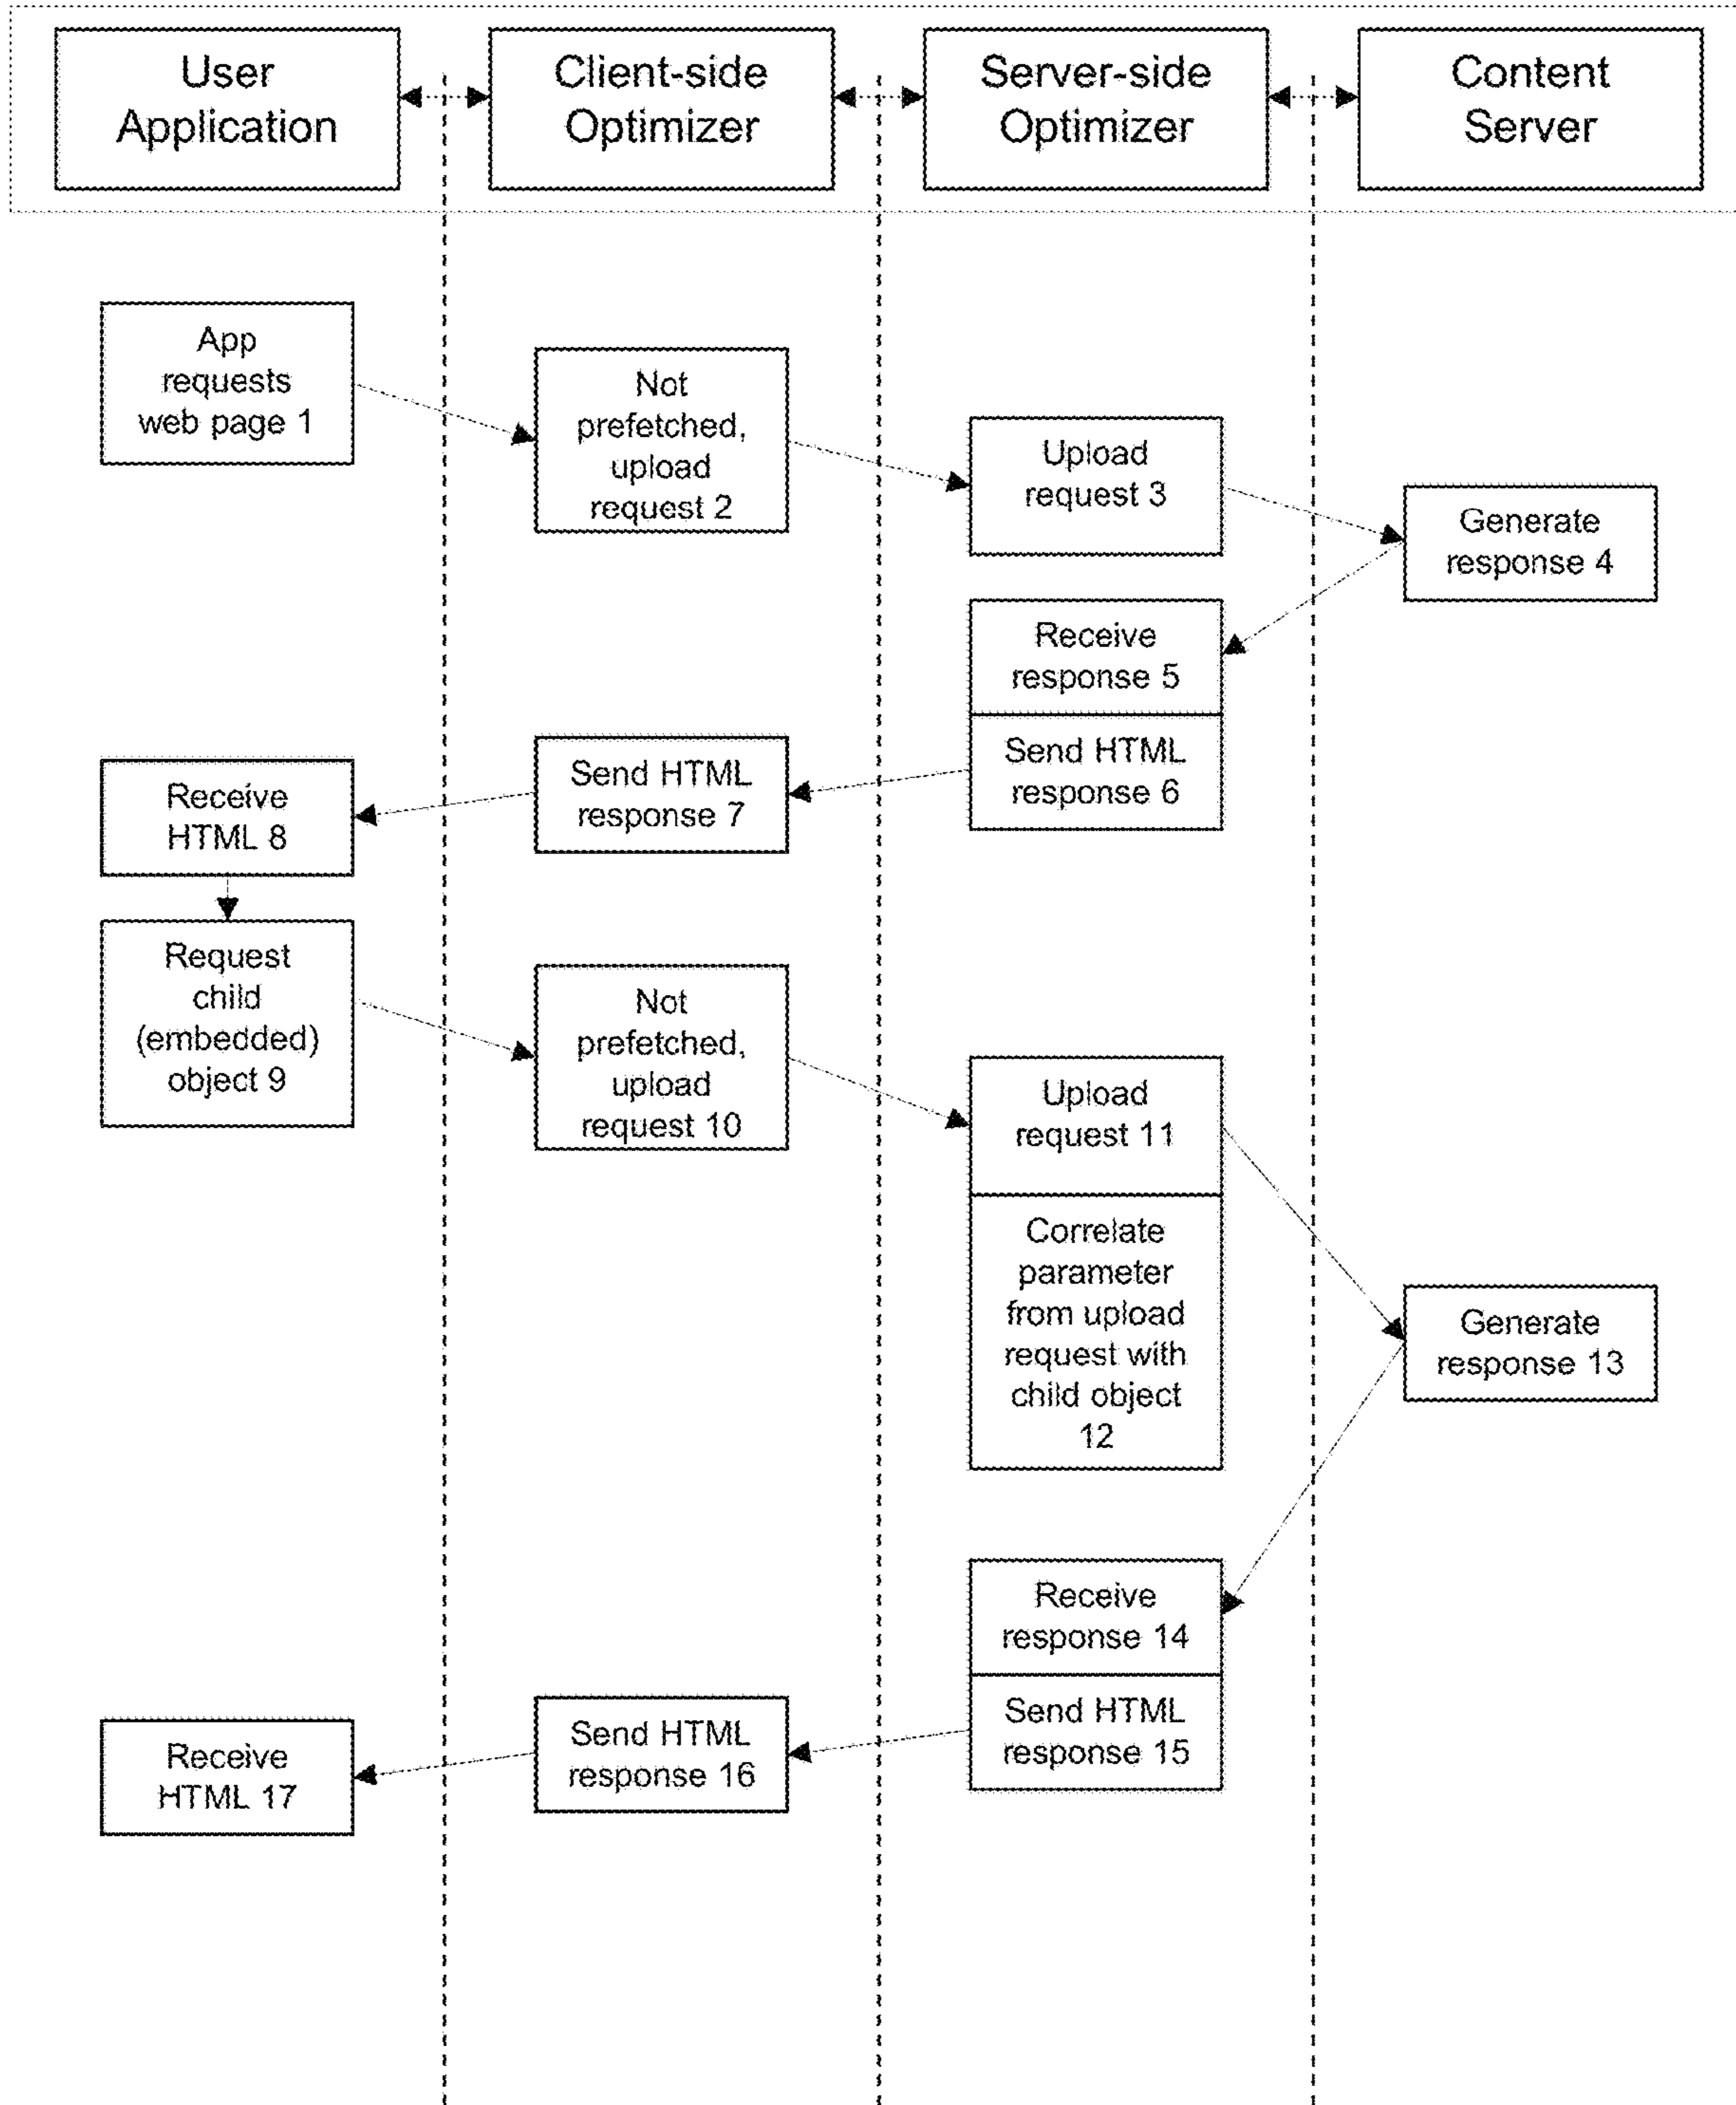 User
Application
Client-side
Optimizer
Server-side
Optimizer
Content
Server
App
requests
web page 1
Not
prefetched,
upload
request 2
Upload
request 3
Generate
response 4
Receive
response 5
Send HTML
response 6
Send HTML
response 7
Receive
HTML 8
Request
child
(embedded)
object 9
Not
prefetched,
upload
request 10
Upload
request 11
Correlate
parameter
from upload
request with
child object
12
Generate
response 13
Receive
response 14
Send HTML
response 15
Send HTML
response 16
Receive
HTML 17